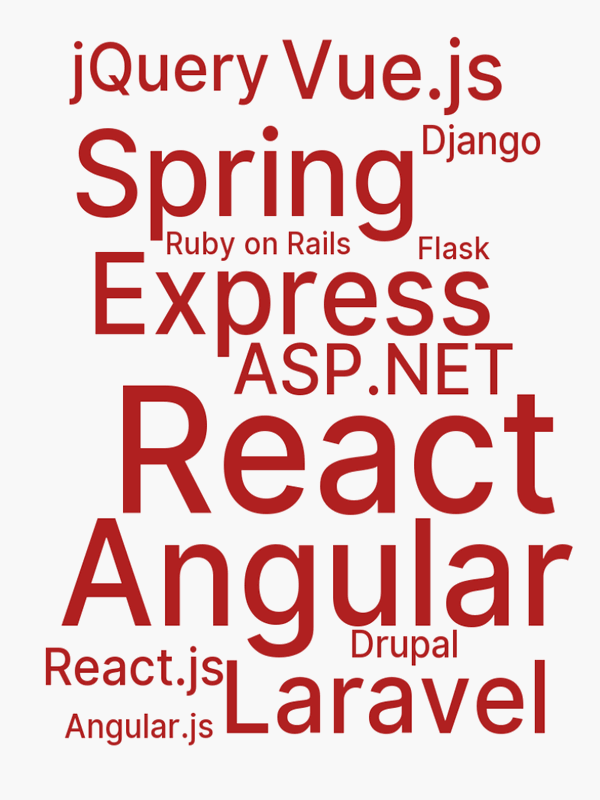 jQuery Vue.js
Spring Django
Ruby on Rails Flask
Express
ASP.NET
React
Angular
Drupal
React.js Laravel
Angular.js